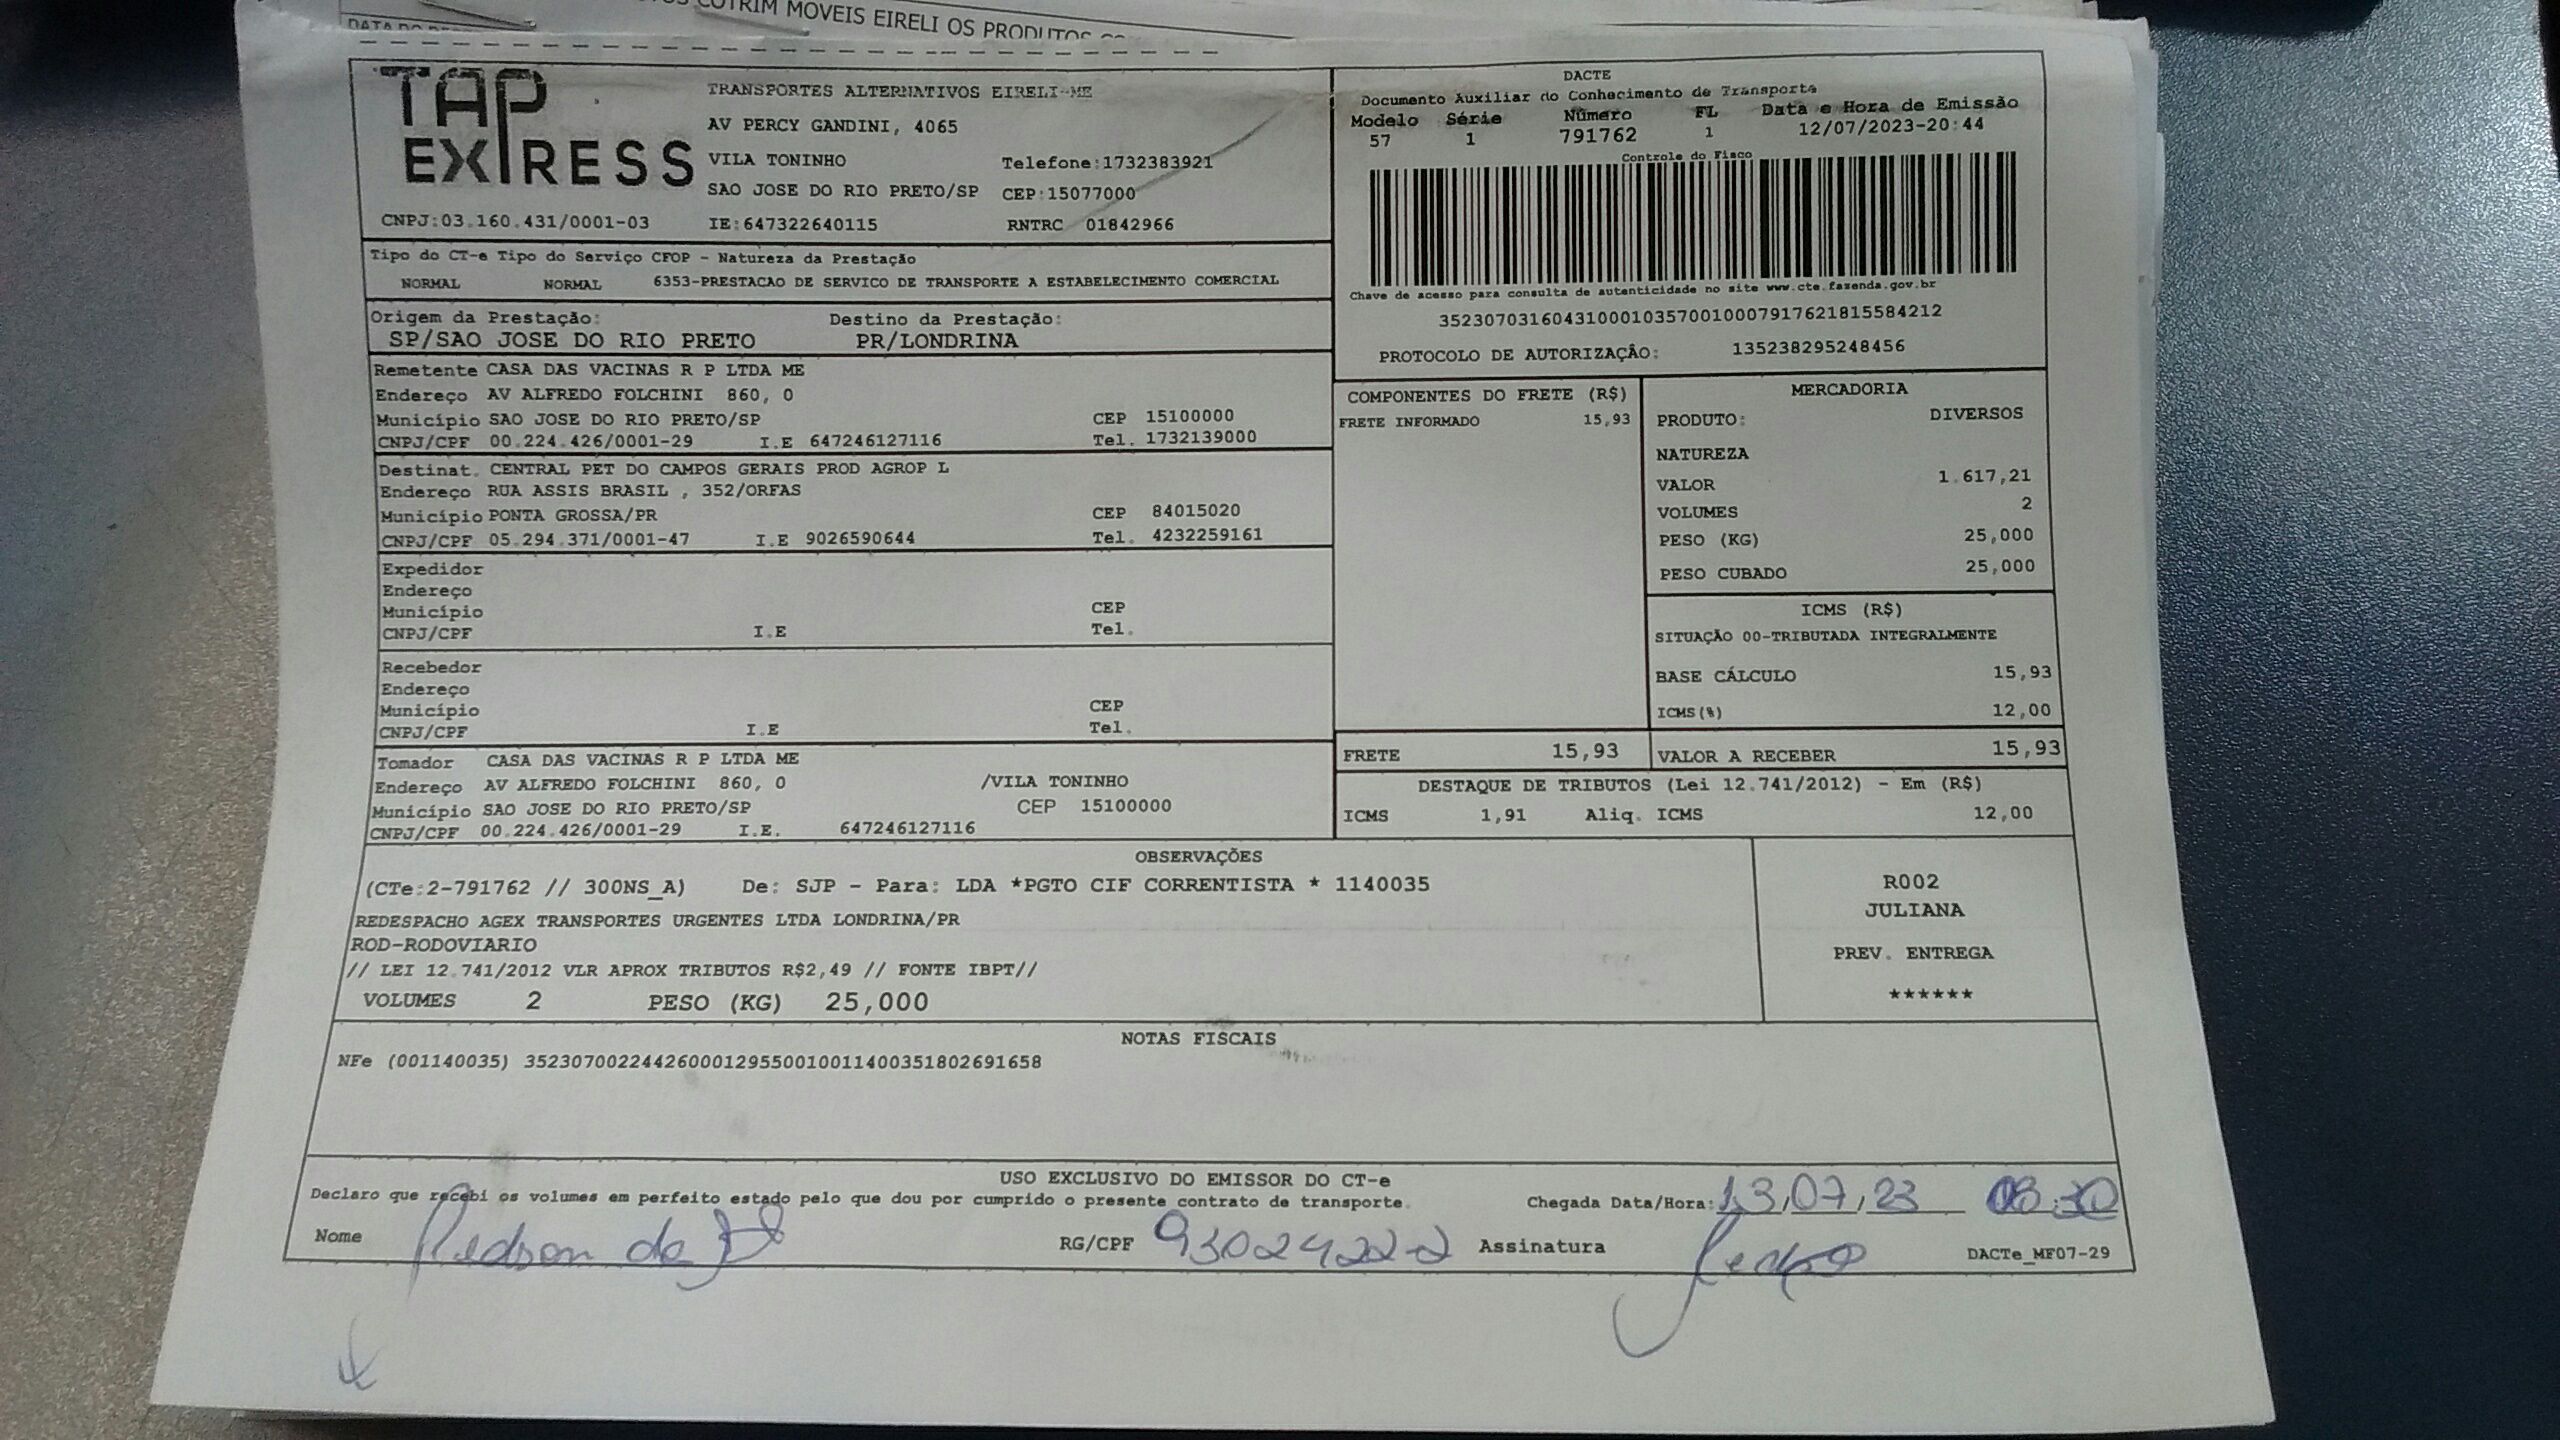 COTRIM MOVEIS EIRELI OS PRODUTOS
TAP EXPRESS
TRANSPORTES ALTERNATIVOS EIRELI-ME
AV PERCY GANDINI, 4065
VILA TONINHO Telefone:1732383921
SAO JOSE DO RIO PRETO/SP CEP:15077000
CNPJ:03.160.431/0001-03 IE:647322640115 RNTRC 01842966
DACTE
Documento Auxiliar do Conhecimento de Transporte
Modelo Série Número FL Data e Hora de Emissão
57 1 791762 1 12/07/2023-20:44
Controle do Fisco
Chave de acesso para consulta de autenticidade no site www.cte.fazenda.gov.br
35230703160431000103570010007917621815584212
PROTOCOLO DE AUTORIZAÇÂO: 135238295248456
Tipo do CT-e Tipo do Serviço CFOP - Natureza da Prestação
NORMAL NORMAL 6353-PRESTACAO DE SERVICO DE TRANSPORTE A ESTABELECIMENTO COMERCIAL
Origem da Prestação: Destino da Prestação:
SP/SAO JOSE DO RIO PRETO PR/LONDRINA
Remetente CASA DAS VACINAS R P LTDA ME
Endereço AV ALFREDO FOLCHINI 860, 0
Município SAO JOSE DO RIO PRETO/SP CEP 15100000
CNPJ/CPF 00.224.426/0001-29 I.E 647246127116 Tel. 1732139000
Destinat. CENTRAL PET DO CAMPOS GERAIS PROD AGROP L
Endereço RUA ASSIS BRASIL , 352/ORFAS
Município PONTA GROSSA/PR CEP 84015020
CNPJ/CPF 05.294.371/0001-47 I.E 9026590644 Tel. 4232259161
Expedidor
Endereço
Município CEP
CNPJ/CPF I.E Tel.
Recebedor
Endereço
Município CEP
CNPJ/CPF I.E Tel.
Tomador CASA DAS VACINAS R P LTDA ME
Endereço AV ALFREDO FOLCHINI 860, 0 /VILA TONINHO
Município SAO JOSE DO RIO PRETO/SP CEP 15100000
CNPJ/CPF 00.224.426/0001-29 I.E. 647246127116
COMPONENTES DO FRETE (R$)
FRETE INFORMADO 15,93
MERCADORIA
PRODUTO: DIVERSOS
NATUREZA
VALOR 1.617,21
VOLUMES 2
PESO (KG) 25,000
PESO CUBADO 25,000
ICMS (R$)
SITUAÇÃO 00-TRIBUTADA INTEGRALMENTE
BASE CÁLCULO 15,93
ICMS(%) 12,00
FRETE 15,93 VALOR A RECEBER 15,93
DESTAQUE DE TRIBUTOS (Lei 12.741/2012) - Em (R$)
ICMS 1,91 Aliq. ICMS 12,00
OBSERVAÇÕES
(CTe:2-791762 // 300NS_A) De: SJP - Para: LDA *PGTO CIF CORRENTISTA * 1140035
REDESPACHO AGEX TRANSPORTES URGENTES LTDA LONDRINA/PR
ROD-RODOVIARIO
// LEI 12.741/2012 VLR APROX TRIBUTOS R$2,49 // FONTE IBPT//
VOLUMES 2 PESO (KG) 25,000
R002
JULIANA
PREV. ENTREGA
******
NOTAS FISCAIS
NFe (001140035) 35230700224426000129550010011400351802691658
USO EXCLUSIVO DO EMISSOR DO CT-e
Declaro que recebi os volumes em perfeito estado pelo que dou por cumprido o presente contrato de transporte. Chegada Data/Hora: 13,07,23 08:30
Nome RG/CPF 93024222-2 Assinatura DACTe_MF07-29